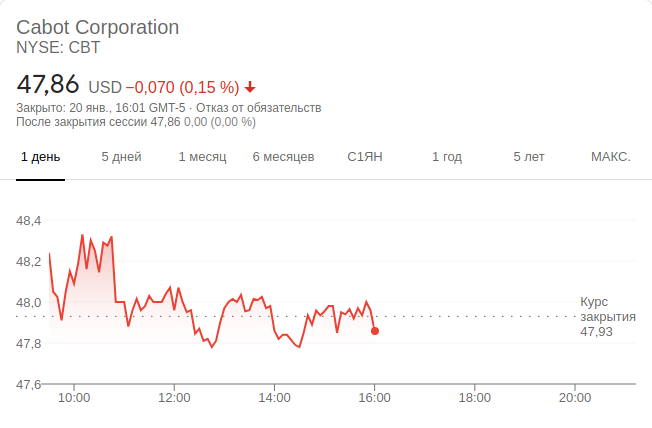 Cabot Corporation
NYSE: CBT
47,86 USD −0,070 (0,15 %)
Закрыто: 20 янв., 16:01 GMT-5 · Отказ от обязательств
После закрытия сессии 47,86 0,00 (0,00 %)
1 день 5 дней 1 месяц 6 месяцев С1ЯН 1 год 5 лет МАКС.
48,4
48,2
48,0
47,8
47,6
Курс
закрытия
47,93
10:00 12:00 14:00 16:00 18:00 20:00